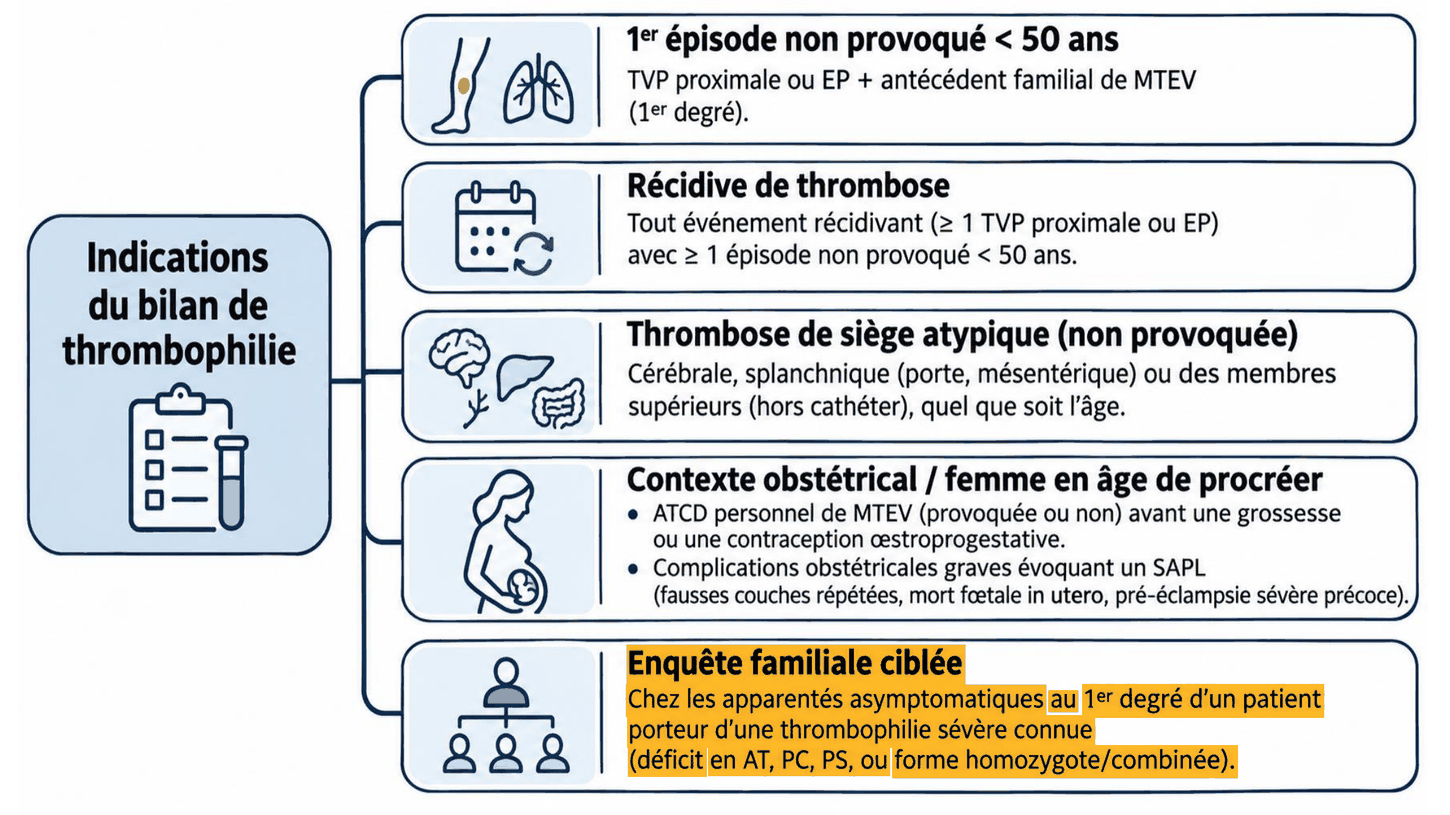 Indications
du bilan de
thrombophilie
1er épisode non provoqué < 50 ans
TVP proximale ou EP + antécédent familial de MTEV
(1er degré).
Récidive de thrombose
Tout événement récidivant (≥ 1 TVP proximale ou EP)
avec ≥ 1 épisode non provoqué < 50 ans.
Thrombose de siège atypique (non provoquée)
Cérébrale, splanchnique (porte, mésentérique) ou des membres
supérieurs (hors cathéter), quel que soit l'âge.
Contexte obstétrical / femme en âge de procréer
• ATCD personnel de MTEV (provoquée ou non) avant une grossesse
ou une contraception œstroprogestative.
• Complications obstétricales graves évoquant un SAPL
(fausses couches répétées, mort fœtale in utero, pré-éclampsie sévère précoce).
Enquête familiale ciblée
Chez les apparentés asymptomatiques au 1er degré d'un patient
porteur d'une thrombophilie sévère connue
(déficit en AT, PC, PS, ou forme homozygote/combinée).